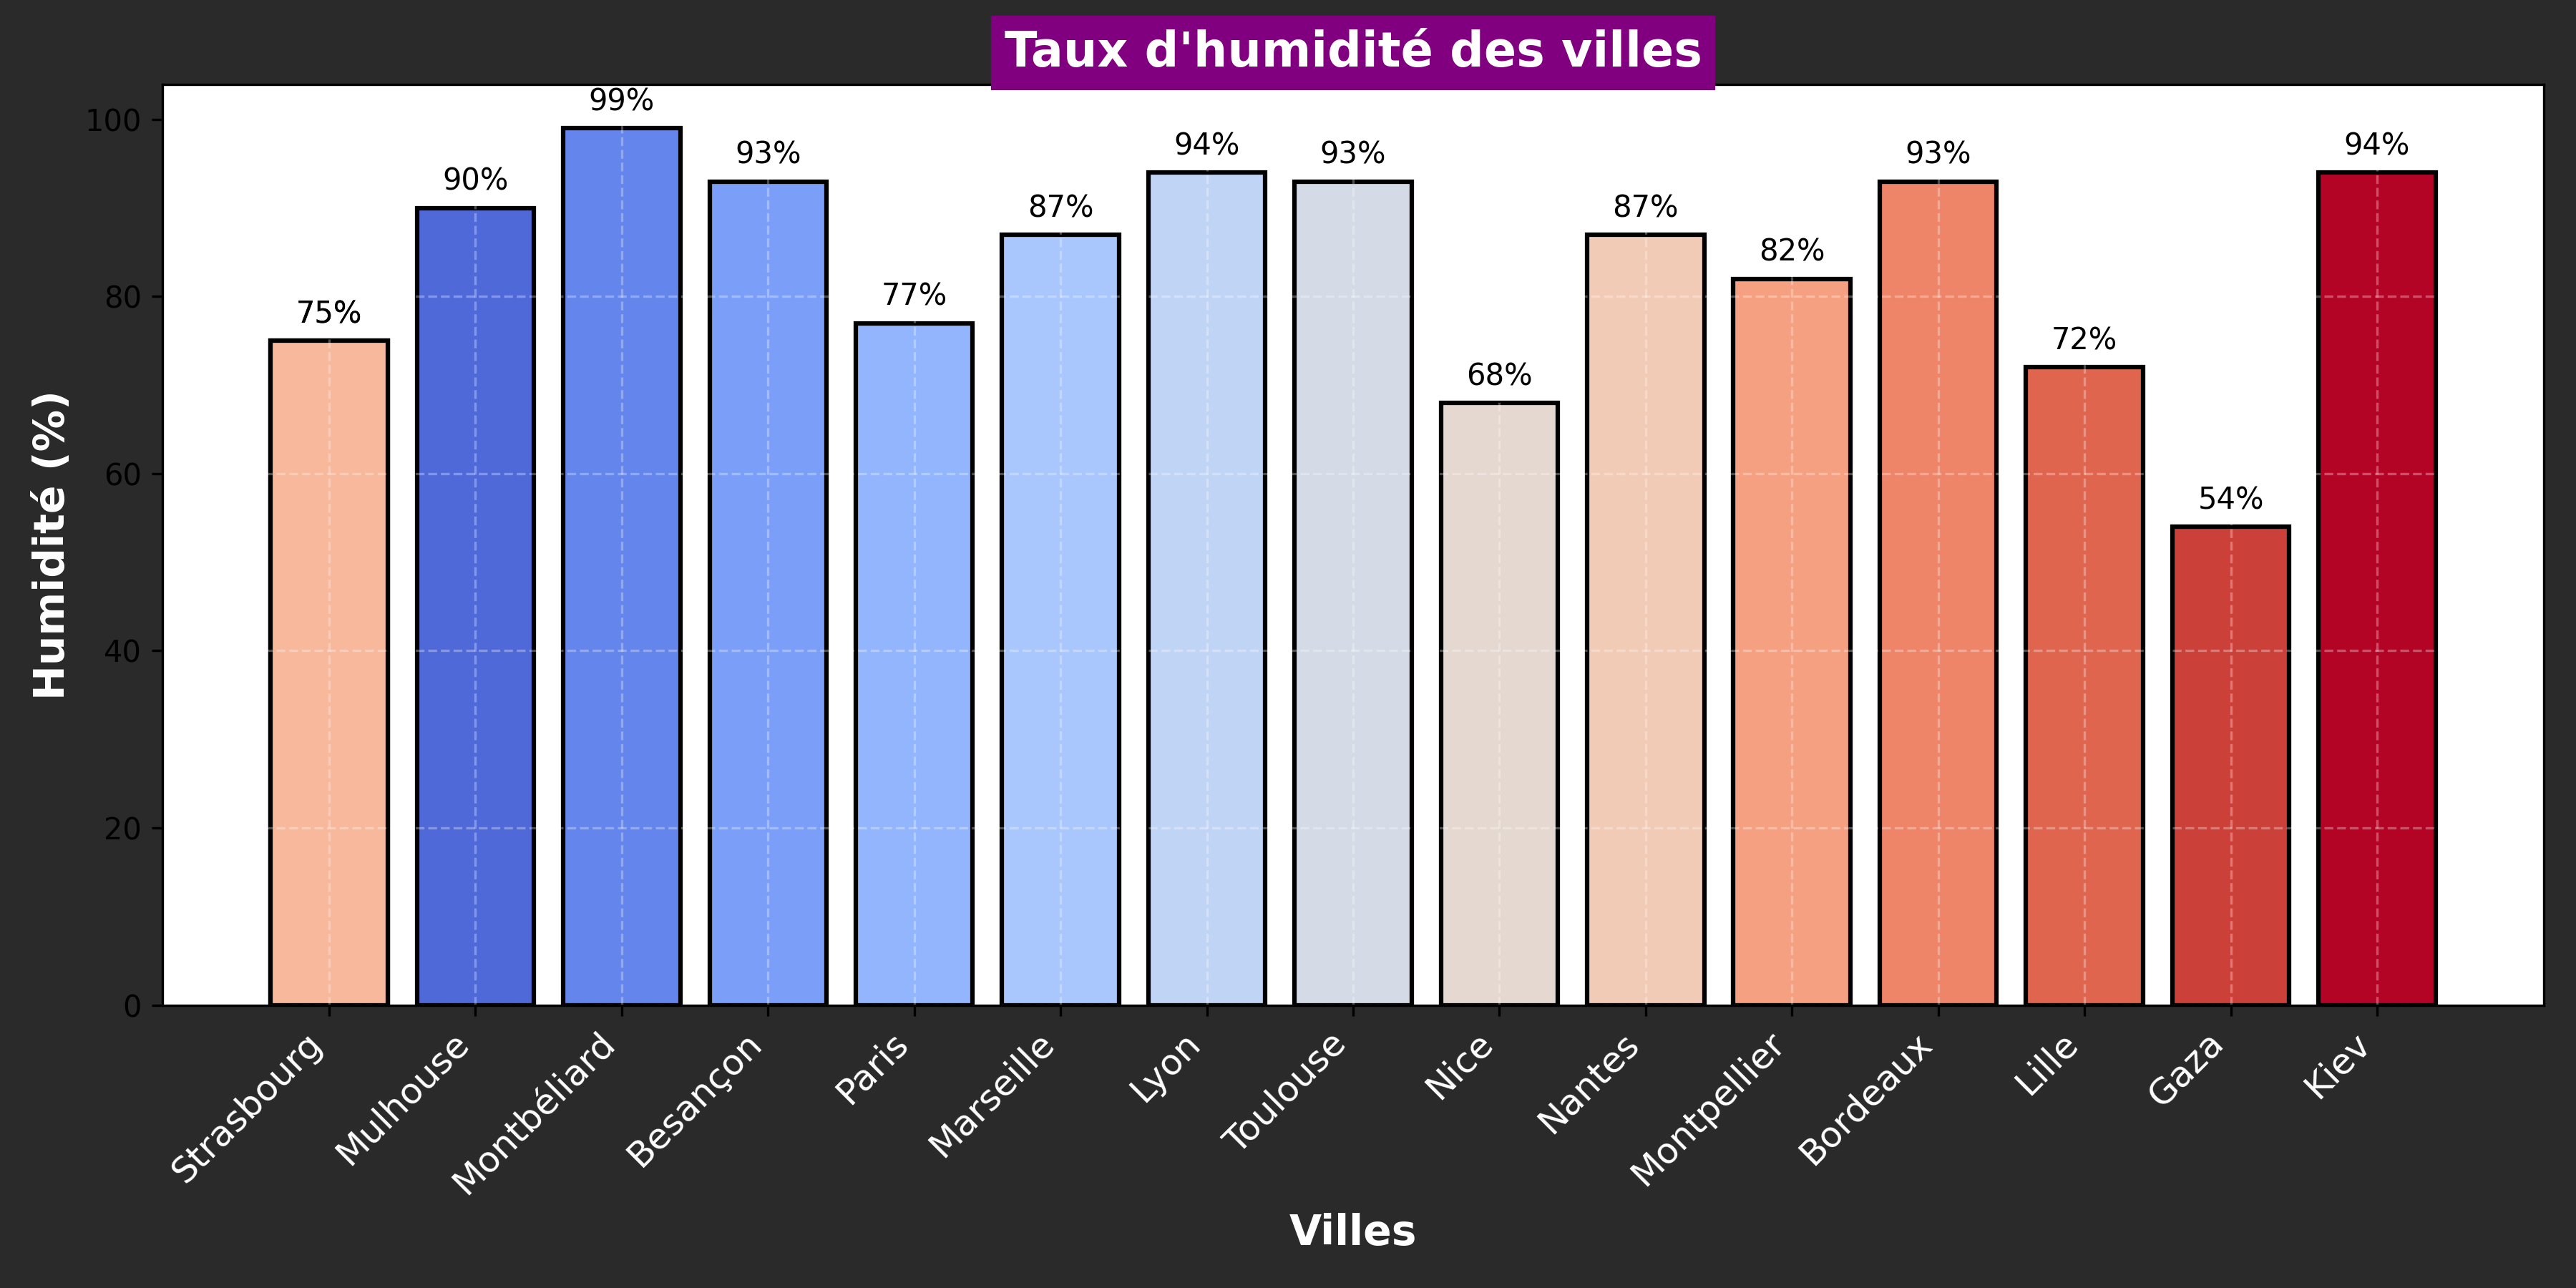 Taux d'humidité des villes
Humidité (%)
100
80
60
40
20
0
75%
90%
99%
93%
77%
87%
94%
93%
68%
87%
82%
93%
72%
54%
94%
Strasbourg
Mulhouse
Montbéliard
Besançon
Paris
Marseille
Lyon
Toulouse
Nice
Nantes
Montpellier
Bordeaux
Lille
Gaza
Kiev
Villes